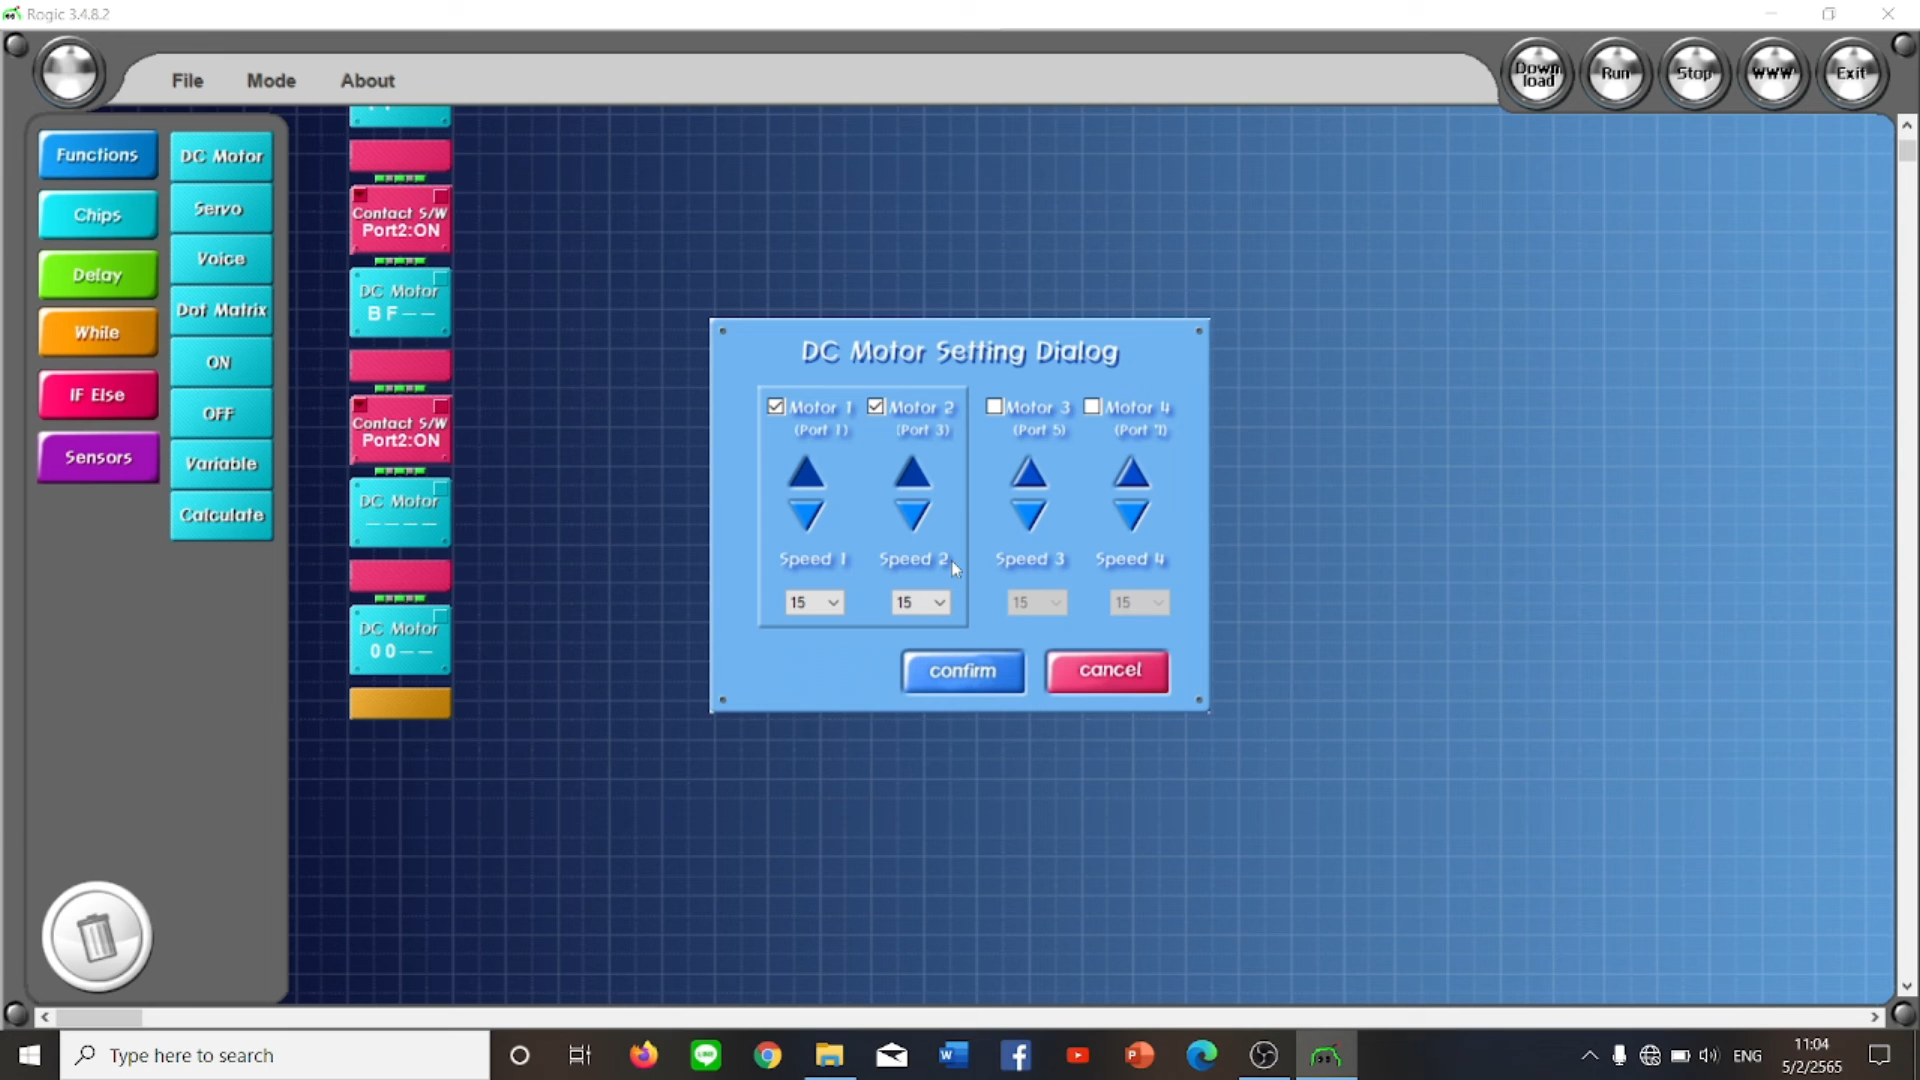 Rogic 3.4.8.2
File Mode About
Down load
Run
Stop
WWW
Exit
Functions
Chips
Delay
While
IF Else
Sensors
DC Motor
Servo
Voice
Dot Matrix
ON
OFF
Variable
Calculate
Contact S/W
Port2:ON
DC Motor
B F – –
Contact S/W
Port2:ON
DC Motor
– – – –
DC Motor
0 0 – –
DC Motor Setting Dialog
Motor 1 Motor 2 Motor 3 Motor 4
(Port 1) (Port 3) (Port 5) (Port 7)
Speed 1 Speed 2 Speed 3 Speed 4
15 15 15 15
confirm cancel
Type here to search
ENG
11:04
5/2/2565